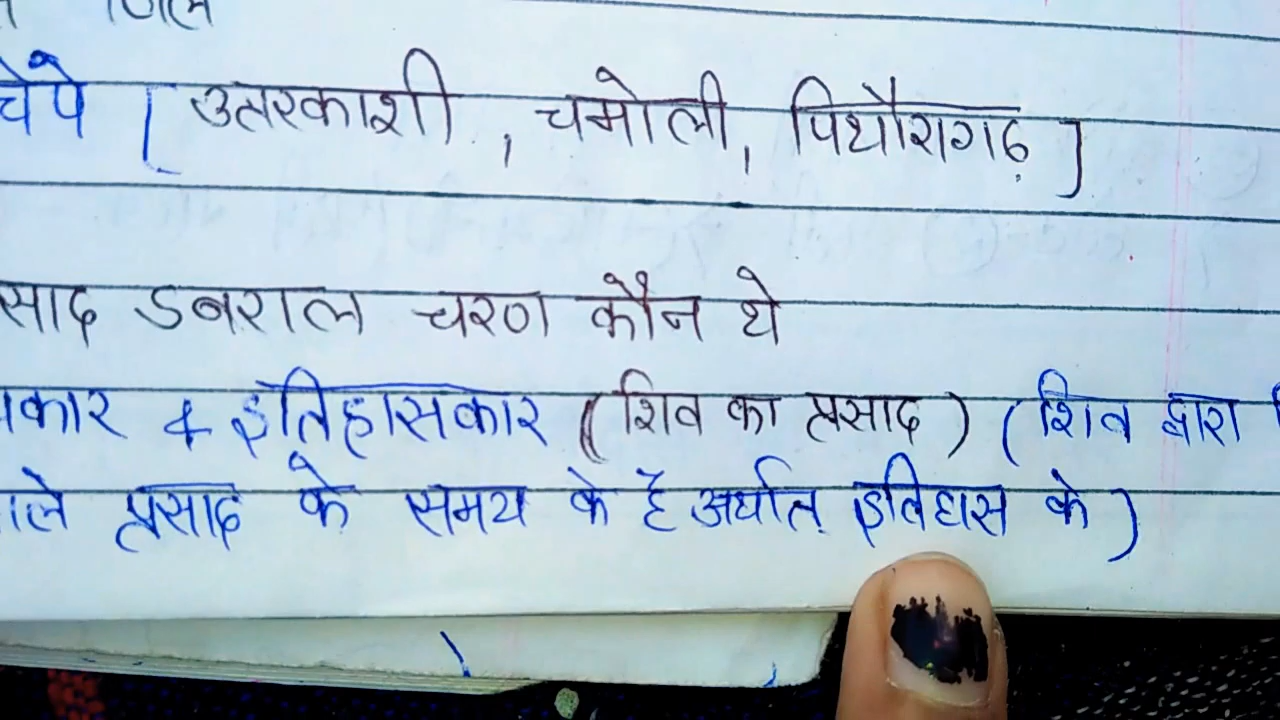 जिले
चेपे [ उत्तरकाशी , चमोली, पिथौरागढ़ ]
साद डबराल चरण कौन थे
कार & इतिहासकार ( शिव का प्रसाद ) ( शिव द्वारा
ले प्रसाद के समय के है अर्थात इतिहास के )